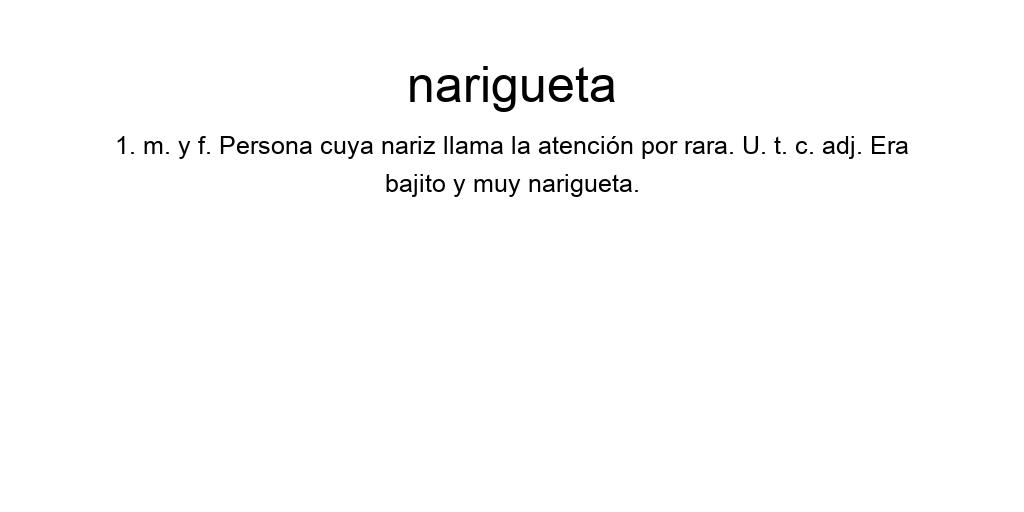 narigueta
1. m. y f. Persona cuya nariz llama la atención por rara. U. t. c. adj. Era
bajito y muy narigueta.